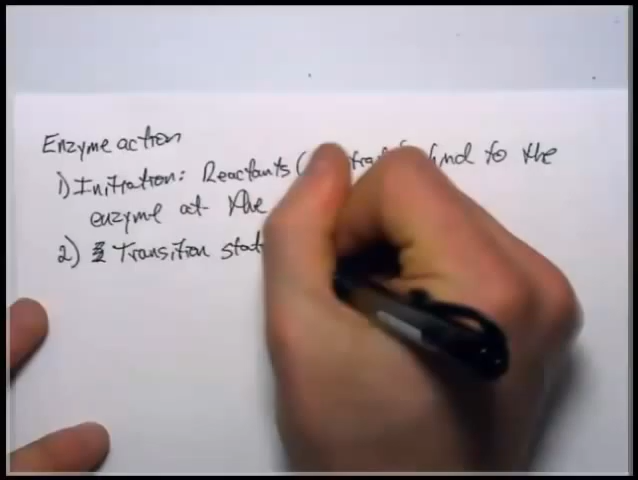 Enzyme action
1) Initiation: Reactants ( bind to the
enzyme at the
2) Transition stat